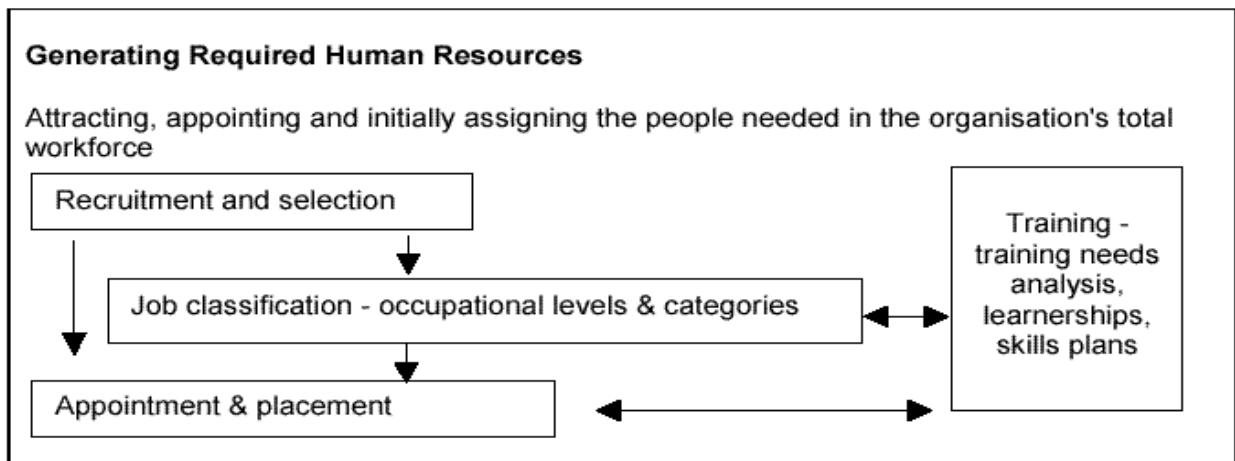 Generating Required Human Resources
Attracting, appointing and initially assigning the people needed in the organisation's total
workforce
Recruitment and selection
Job classification - occupational levels & categories
Appointment & placement
Training -
training needs
analysis,
learnerships,
skills plans